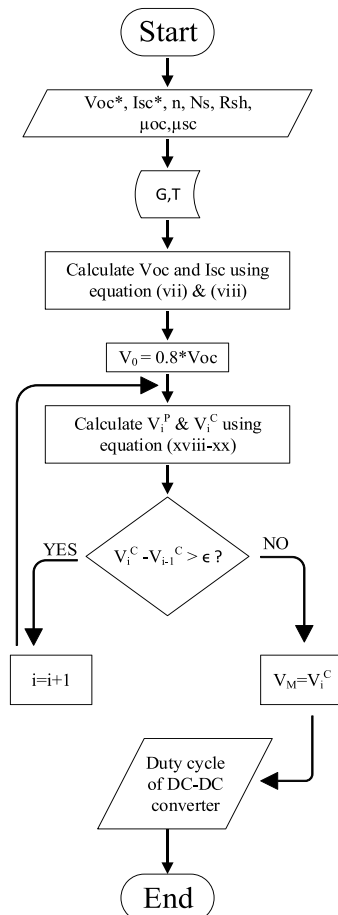 Start
Voc*, Isc*, n, Ns, Rsh,
µoc,µsc
G,T
Calculate Voc and Isc using
equation (vii) & (viii)
V₀ = 0.8*Voc
Calculate Vᵢᴾ & Vᵢᶜ using
equation (xviii-xx)
Vᵢᶜ -Vᵢ₋₁ᶜ > ϵ ?
YES
NO
i=i+1
V_M=Vᵢᶜ
Duty cycle
of DC-DC
converter
End